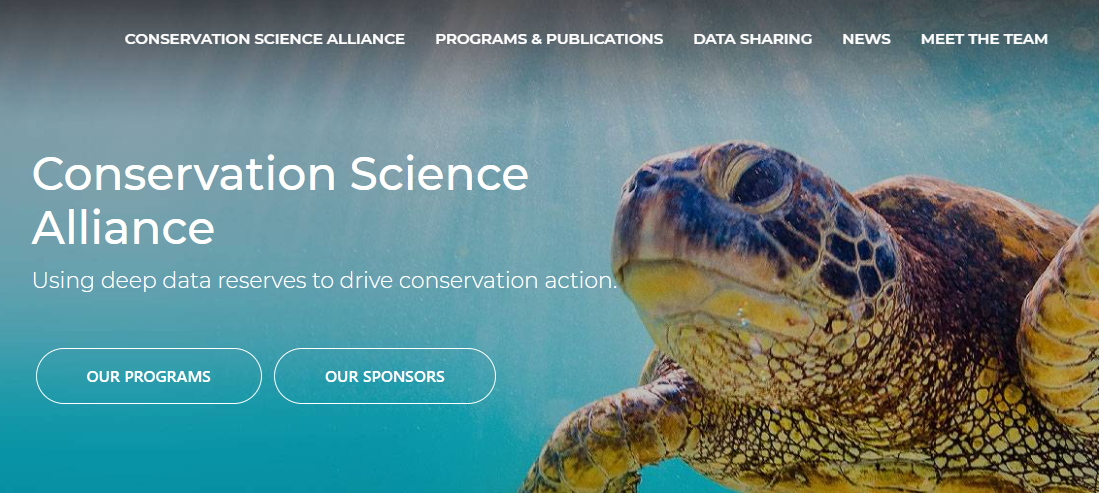 CONSERVATION SCIENCE ALLIANCE PROGRAMS & PUBLICATIONS DATA SHARING NEWS MEET THE TEAM
Conservation Science
Alliance
Using deep data reserves to drive conservation action.
OUR PROGRAMS OUR SPONSORS